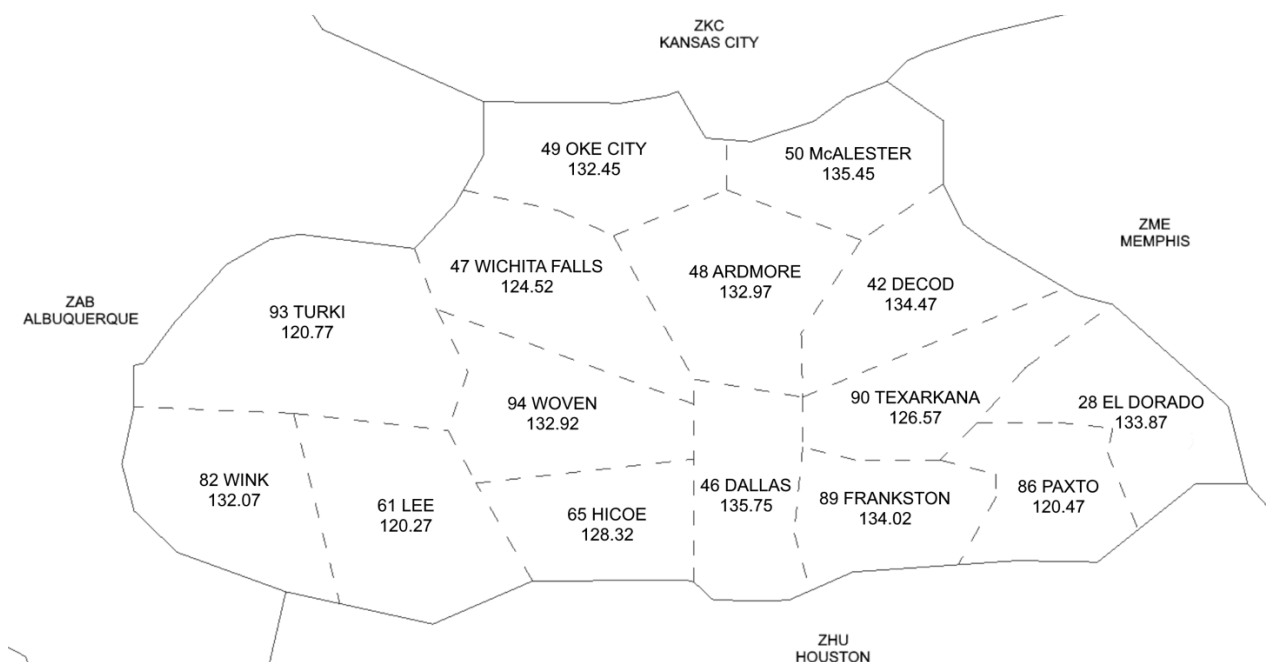 ZKC
KANSAS CITY
49 OKE CITY
132.45
50 McALESTER
135.45
ZME
MEMPHIS
47 WICHITA FALLS
124.52
48 ARDMORE
132.97
42 DECOD
134.47
ZAB
ALBUQUERQUE
93 TURKI
120.77
94 WOVEN
132.92
90 TEXARKANA
126.57
28 EL DORADO
133.87
82 WINK
132.07
61 LEE
120.27
65 HICOE
128.32
46 DALLAS
135.75
89 FRANKSTON
134.02
86 PAXTO
120.47
ZHU
HOUSTON